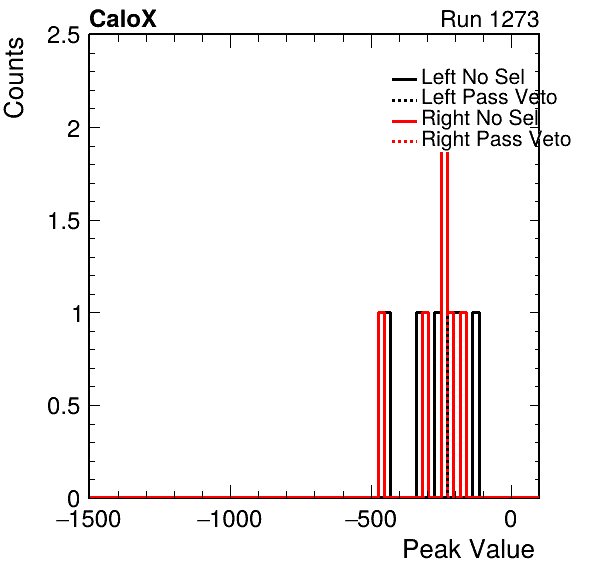 CaloX Run 1273
Counts
2.5
2
1.5
1
0.5
0
Left No Sel
Left Pass Veto
Right No Sel
Right Pass Veto
−1500 −1000 −500 0
Peak Value